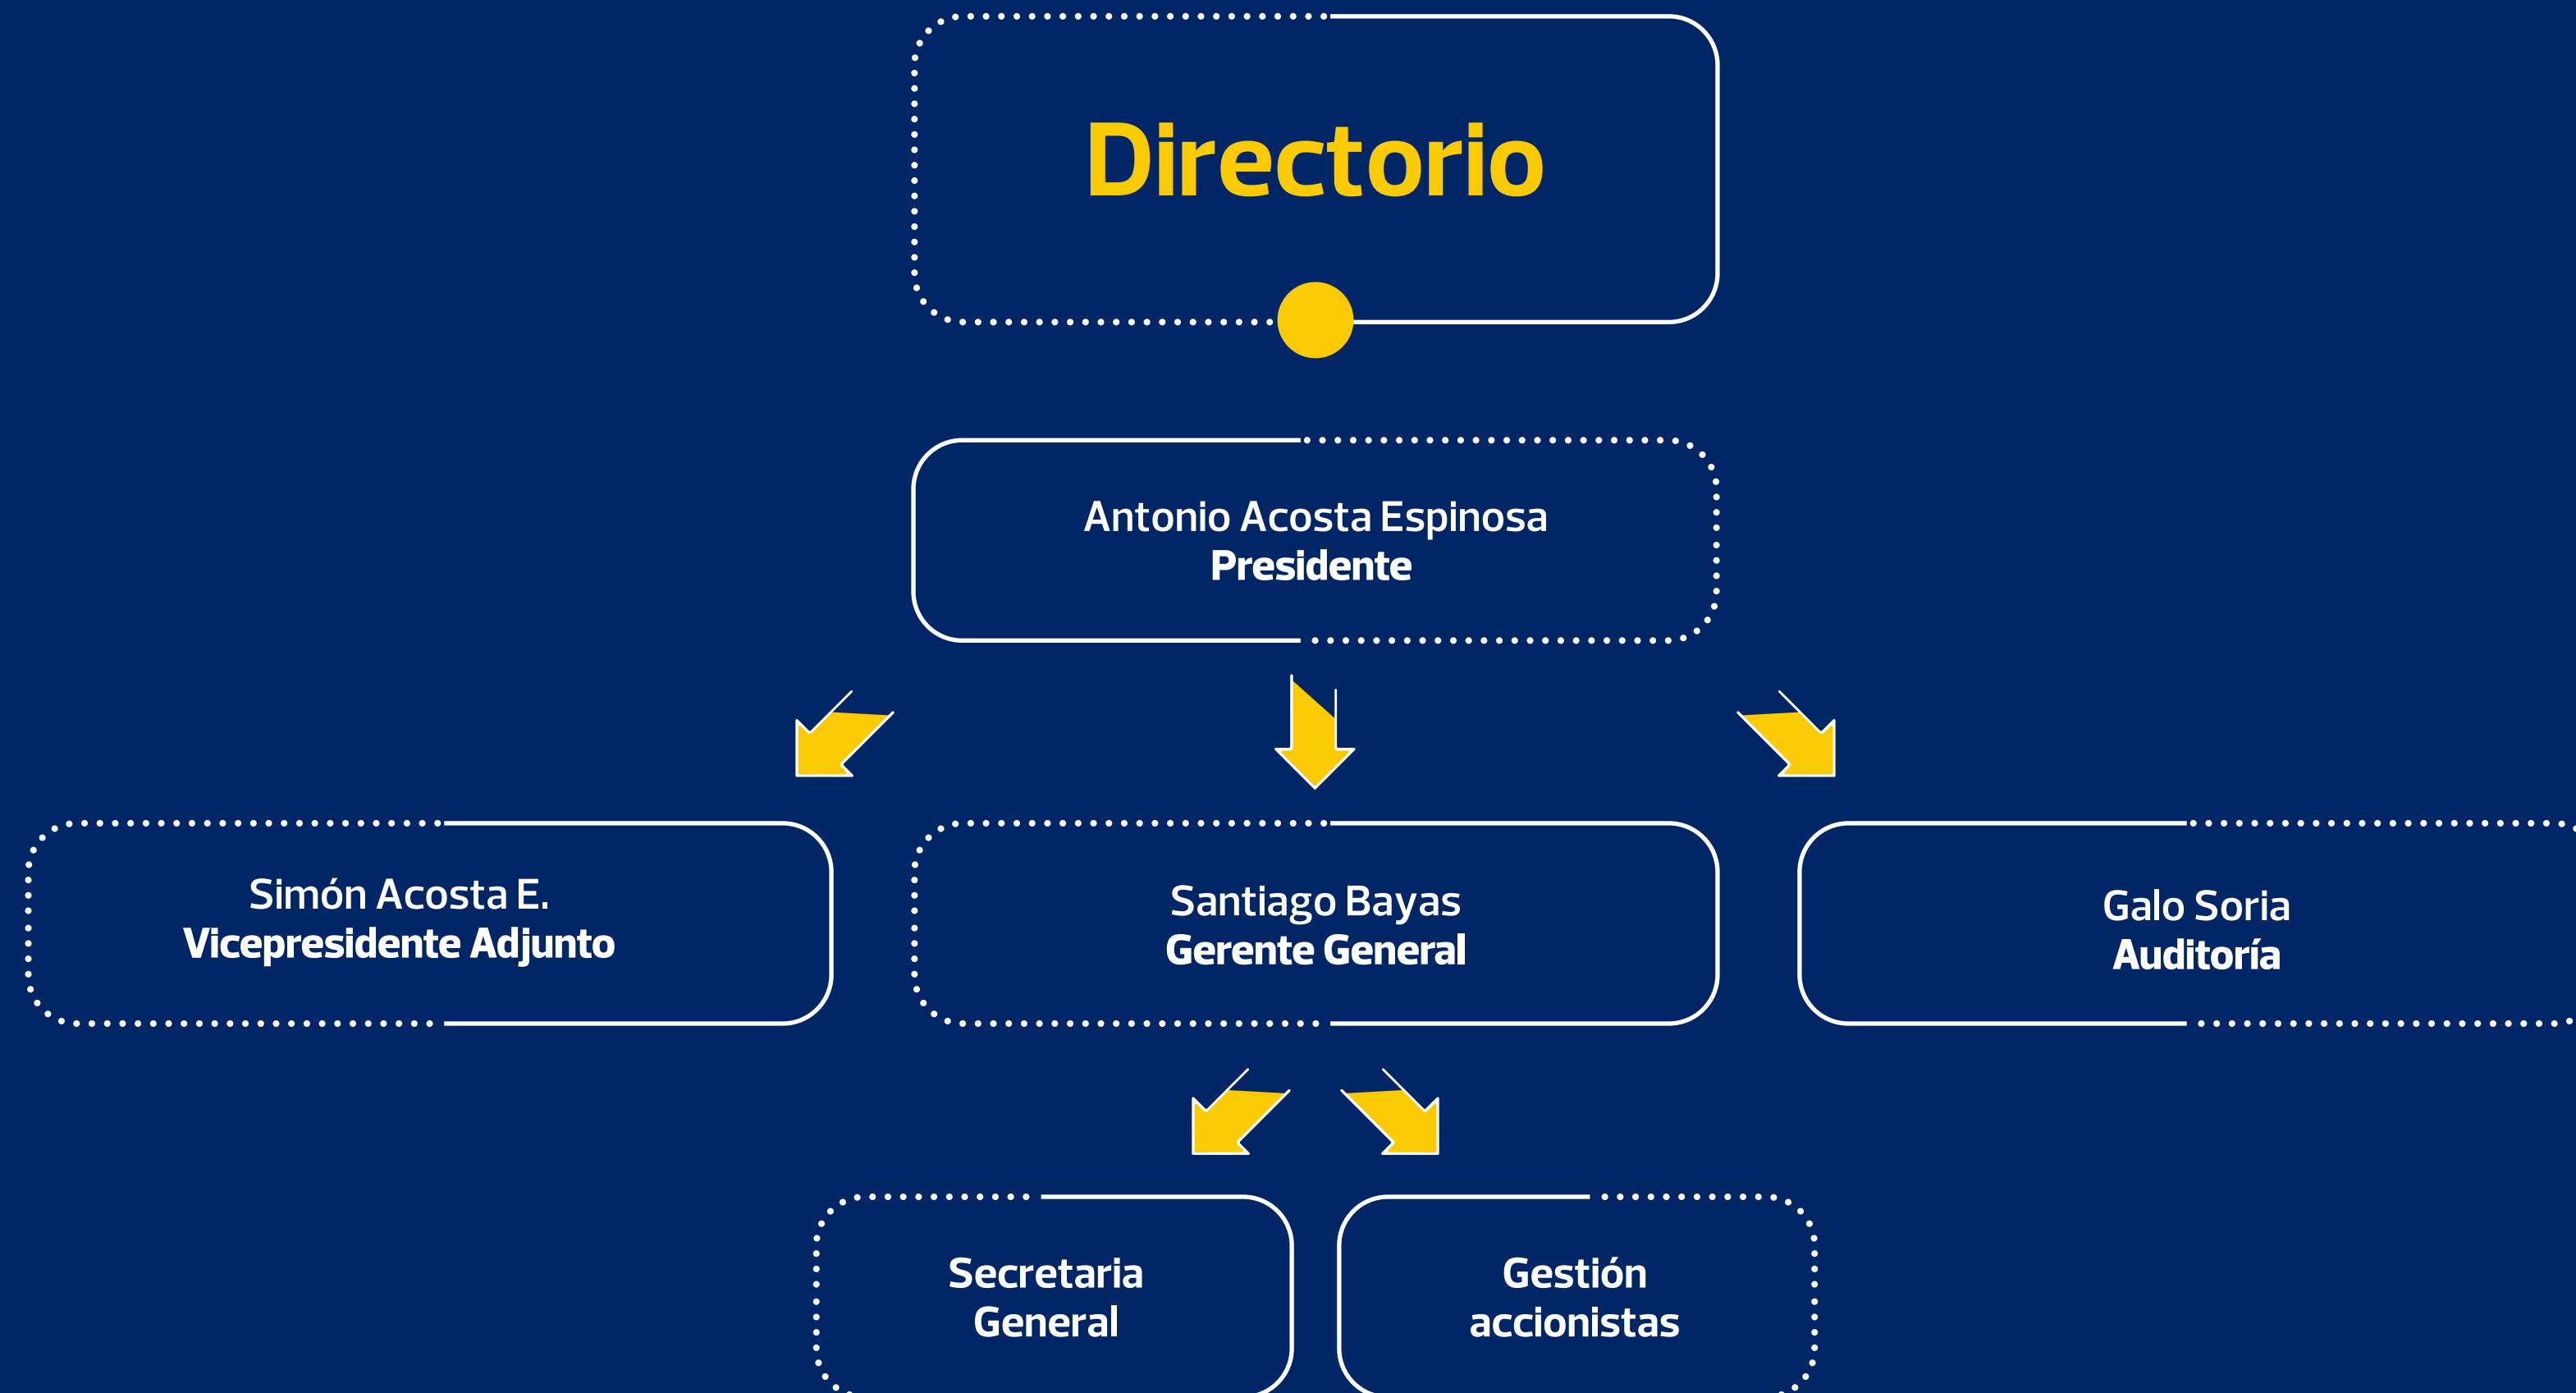 Directorio
Antonio Acosta Espinosa
Presidente
Simón Acosta E.
Vicepresidente Adjunto
Santiago Bayas
Gerente General
Galo Soria
Auditoría
Secretaria
General
Gestión
accionistas